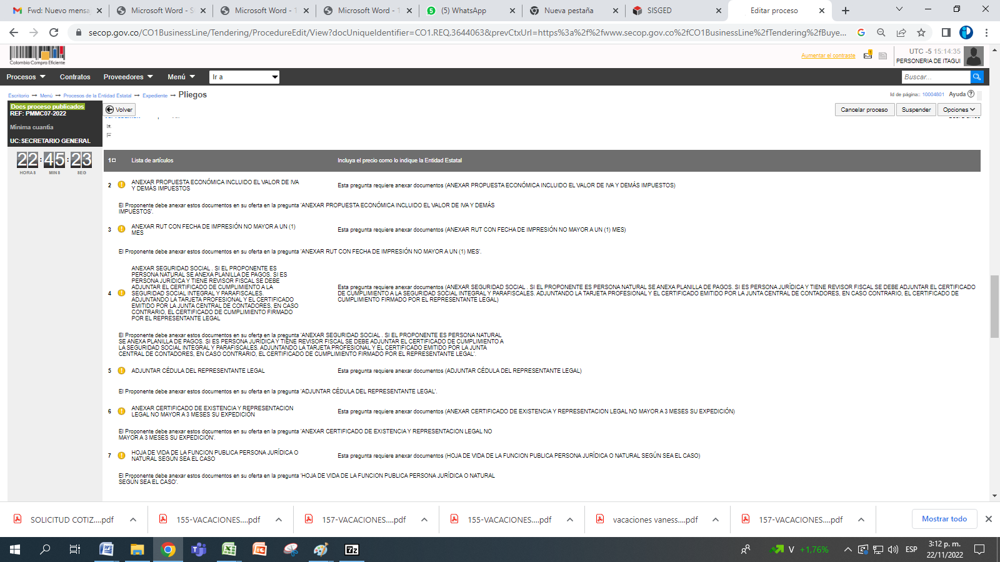 Fwd: Nuevo mensaj
Microsoft Word - S
Microsoft Word - 1
Microsoft Word - 1
(5) WhatsApp
Nueva pestaña
SISGED
Editar proceso
secop.gov.co/CO1BusinessLine/Tendering/ProcedureEdit/View?docUniqueIdentifier=CO1.REQ.3644063&prevCtxUrl=https%3a%2f%2fwww.secop.gov.co%2fCO1BusinessLine%2fTendering%2fBuye...
Colombia Compra Eficiente
Aumentar el contraste
UTC -5 15:14:35
PERSONERIA DE ITAGUI
Procesos
Contratos
Proveedores
Menú
Ir a
Buscar...
Escritorio → Menú → Procesos de la Entidad Estatal → Expediente → Pliegos
Id de página:: 10004801 Ayuda
Docs proceso publicados
REF: PMMC07-2022
Mínima cuantía
UC:SECRETARIO GENERAL
Volver
Cancelar proceso
Suspender
Opciones
22:45:23
HORAS MINS SEG
1 Lista de artículos Incluya el precio como lo indique la Entidad Estatal
2 ANEXAR PROPUESTA ECONÓMICA INCLUIDO EL VALOR DE IVA
Y DEMÁS IMPUESTOS
Esta pregunta requiere anexar documentos (ANEXAR PROPUESTA ECONÓMICA INCLUIDO EL VALOR DE IVA Y DEMÁS IMPUESTOS)
El Proponente debe anexar estos documentos en su oferta en la pregunta 'ANEXAR PROPUESTA ECONÓMICA INCLUIDO EL VALOR DE IVA Y DEMÁS
IMPUESTOS'.
3 ANEXAR RUT CON FECHA DE IMPRESIÓN NO MAYOR A UN (1)
MES
Esta pregunta requiere anexar documentos (ANEXAR RUT CON FECHA DE IMPRESIÓN NO MAYOR A UN (1) MES)
El Proponente debe anexar estos documentos en su oferta en la pregunta 'ANEXAR RUT CON FECHA DE IMPRESIÓN NO MAYOR A UN (1) MES'.
4 ANEXAR SEGURIDAD SOCIAL . SI EL PROPONENTE ES
PERSONA NATURAL SE ANEXA PLANILLA DE PAGOS. SI ES
PERSONA JURÍDICA Y TIENE REVISOR FISCAL SE DEBE
ADJUNTAR EL CERTIFICADO DE CUMPLIMIENTO A LA
SEGURIDAD SOCIAL INTEGRAL Y PARAFISCALES.
ADJUNTANDO LA TARJETA PROFESIONAL Y EL CERTIFICADO
EMITIDO POR LA JUNTA CENTRAL DE CONTADORES, EN CASO
CONTRARIO, EL CERTIFICADO DE CUMPLIMIENTO FIRMADO
POR EL REPRESENTANTE LEGAL
Esta pregunta requiere anexar documentos (ANEXAR SEGURIDAD SOCIAL . SI EL PROPONENTE ES PERSONA NATURAL SE ANEXA PLANILLA DE PAGOS. SI ES PERSONA JURÍDICA Y TIENE REVISOR FISCAL SE DEBE ADJUNTAR EL CERTIFICADO
DE CUMPLIMIENTO A LA SEGURIDAD SOCIAL INTEGRAL Y PARAFISCALES. ADJUNTANDO LA TARJETA PROFESIONAL Y EL CERTIFICADO EMITIDO POR LA JUNTA CENTRAL DE CONTADORES, EN CASO CONTRARIO, EL CERTIFICADO DE
CUMPLIMIENTO FIRMADO POR EL REPRESENTANTE LEGAL)
El Proponente debe anexar estos documentos en su oferta en la pregunta 'ANEXAR SEGURIDAD SOCIAL . SI EL PROPONENTE ES PERSONA NATURAL
SE ANEXA PLANILLA DE PAGOS. SI ES PERSONA JURÍDICA Y TIENE REVISOR FISCAL SE DEBE ADJUNTAR EL CERTIFICADO DE CUMPLIMIENTO A
LA SEGURIDAD SOCIAL INTEGRAL Y PARAFISCALES. ADJUNTANDO LA TARJETA PROFESIONAL Y EL CERTIFICADO EMITIDO POR LA JUNTA
CENTRAL DE CONTADORES, EN CASO CONTRARIO, EL CERTIFICADO DE CUMPLIMIENTO FIRMADO POR EL REPRESENTANTE LEGAL'.
5 ADJUNTAR CÉDULA DEL REPRESENTANTE LEGAL
Esta pregunta requiere anexar documentos (ADJUNTAR CÉDULA DEL REPRESENTANTE LEGAL)
El Proponente debe anexar estos documentos en su oferta en la pregunta 'ADJUNTAR CÉDULA DEL REPRESENTANTE LEGAL'.
6 ANEXAR CERTIFICADO DE EXISTENCIA Y REPRESENTACION
LEGAL NO MAYOR A 3 MESES SU EXPEDICIÓN
Esta pregunta requiere anexar documentos (ANEXAR CERTIFICADO DE EXISTENCIA Y REPRESENTACION LEGAL NO MAYOR A 3 MESES SU EXPEDICIÓN)
El Proponente debe anexar estos documentos en su oferta en la pregunta 'ANEXAR CERTIFICADO DE EXISTENCIA Y REPRESENTACION LEGAL NO
MAYOR A 3 MESES SU EXPEDICIÓN'.
7 HOJA DE VIDA DE LA FUNCION PUBLICA PERSONA JURÍDICA O
NATURAL SEGÚN SEA EL CASO
Esta pregunta requiere anexar documentos (HOJA DE VIDA DE LA FUNCION PUBLICA PERSONA JURÍDICA O NATURAL SEGÚN SEA EL CASO)
El Proponente debe anexar estos documentos en su oferta en la pregunta 'HOJA DE VIDA DE LA FUNCION PUBLICA PERSONA JURÍDICA O NATURAL
SEGÚN SEA EL CASO'.
SOLICITUD COTIZ....pdf
155-VACACIONES....pdf
157-VACACIONES....pdf
155-VACACIONES....pdf
vacaciones vaness....pdf
157-VACACIONES....pdf
Mostrar todo
V +1,76%
ESP
3:12 p. m.
22/11/2022